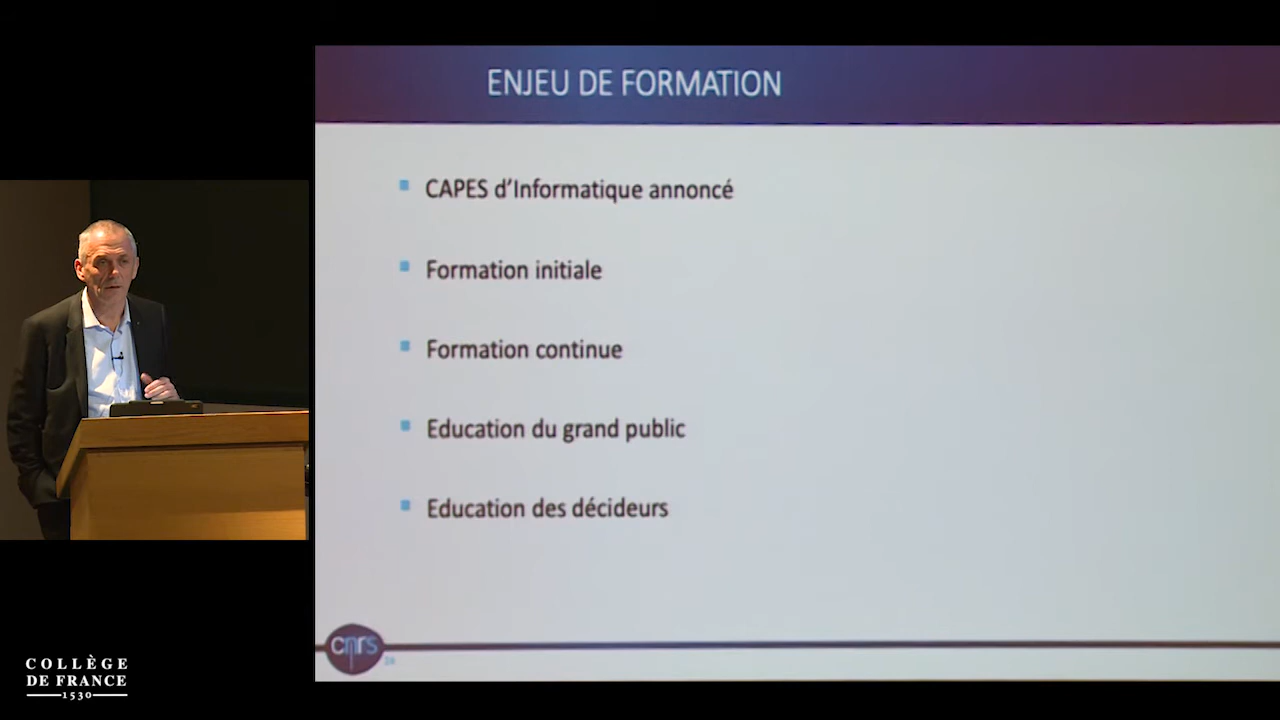 ENJEU DE FORMATION
CAPES d'Informatique annoncé
Formation initiale
Formation continue
Education du grand public
Education des décideurs
cnrs
COLLÈGE
DE FRANCE
1530